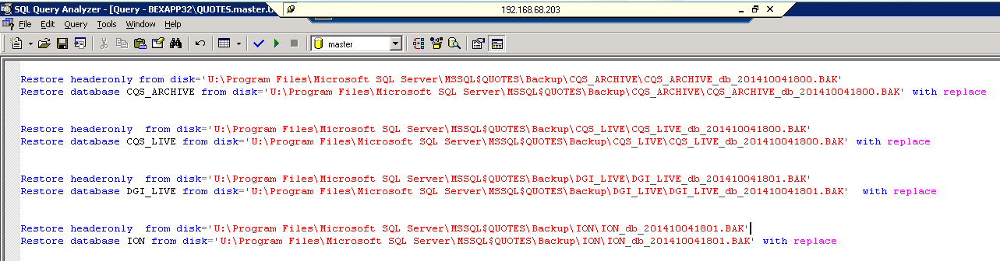 SQL Query Analyzer - [Query - BEXAPP32\QUOTES.master.
192.168.68.203
File Edit Query Tools Window Help
master
Restore headeronly from disk='U:\Program Files\Microsoft SQL Server\MSSQL$QUOTES\Backup\CQS_ARCHIVE\CQS_ARCHIVE_db_201410041800.BAK'
Restore database CQS_ARCHIVE from disk='U:\Program Files\Microsoft SQL Server\MSSQL$QUOTES\Backup\CQS_ARCHIVE\CQS_ARCHIVE_db_201410041800.BAK' with replace
Restore headeronly from disk='U:\Program Files\Microsoft SQL Server\MSSQL$QUOTES\Backup\CQS_LIVE\CQS_LIVE_db_201410041800.BAK'
Restore database CQS_LIVE from disk='U:\Program Files\Microsoft SQL Server\MSSQL$QUOTES\Backup\CQS_LIVE\CQS_LIVE_db_201410041800.BAK' with replace
Restore headeronly from disk='U:\Program Files\Microsoft SQL Server\MSSQL$QUOTES\Backup\DGI_LIVE\DGI_LIVE_db_201410041801.BAK'
Restore database DGI_LIVE from disk='U:\Program Files\Microsoft SQL Server\MSSQL$QUOTES\Backup\DGI_LIVE\DGI_LIVE_db_201410041801.BAK' with replace
Restore headeronly from disk='U:\Program Files\Microsoft SQL Server\MSSQL$QUOTES\Backup\ION\ION_db_201410041801.BAK'
Restore database ION from disk='U:\Program Files\Microsoft SQL Server\MSSQL$QUOTES\Backup\ION\ION_db_201410041801.BAK' with replace